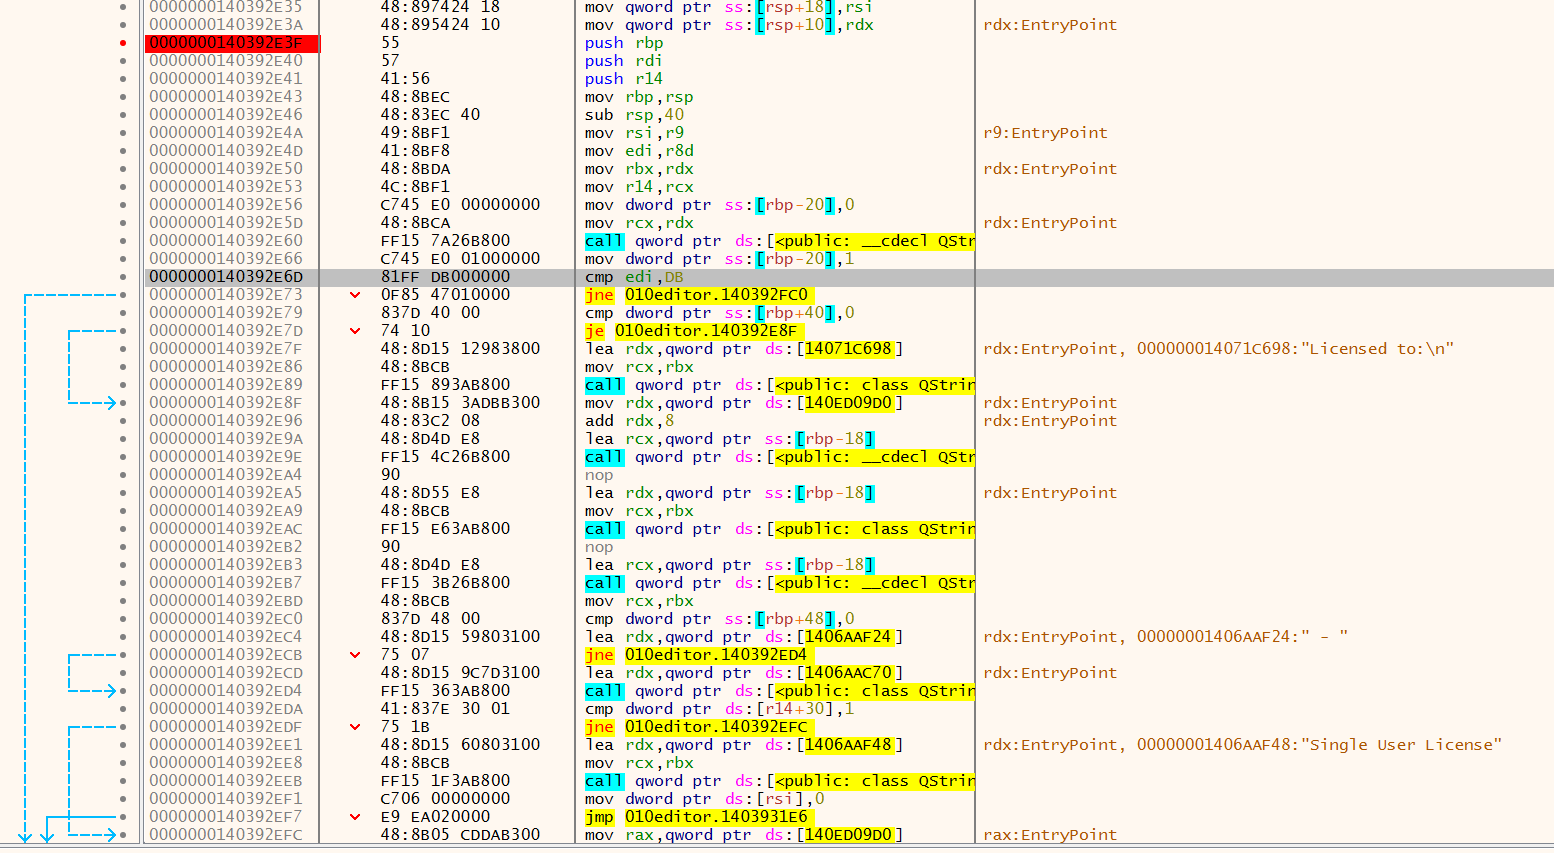 0000000140392E35 48:897424 18 mov qword ptr ss:[rsp+18],rsi
0000000140392E3A 48:895424 10 mov qword ptr ss:[rsp+10],rdx rdx:EntryPoint
0000000140392E3F 55 push rbp
0000000140392E40 57 push rdi
0000000140392E41 41:56 push r14
0000000140392E43 48:8BEC mov rbp,rsp
0000000140392E46 48:83EC 40 sub rsp,40
0000000140392E4A 49:8BF1 mov rsi,r9 r9:EntryPoint
0000000140392E4D 41:8BF8 mov edi,r8d
0000000140392E50 48:8BDA mov rbx,rdx rdx:EntryPoint
0000000140392E53 4C:8BF1 mov r14,rcx
0000000140392E56 C745 E0 00000000 mov dword ptr ss:[rbp-20],0
0000000140392E5D 48:8BCA mov rcx,rdx rdx:EntryPoint
0000000140392E60 FF15 7A26B800 call qword ptr ds:[<public: __cdecl QStr
0000000140392E66 C745 E0 01000000 mov dword ptr ss:[rbp-20],1
0000000140392E6D 81FF DB000000 cmp edi,DB
0000000140392E73 0F85 47010000 jne 010editor.140392FC0
0000000140392E79 837D 40 00 cmp dword ptr ss:[rbp+40],0
0000000140392E7D 74 10 je 010editor.140392E8F
0000000140392E7F 48:8D15 12983800 lea rdx,qword ptr ds:[14071C698] rdx:EntryPoint, 000000014071C698:"Licensed to:\n"
0000000140392E86 48:8BCB mov rcx,rbx
0000000140392E89 FF15 893AB800 call qword ptr ds:[<public: class QStrin
0000000140392E8F 48:8B15 3ADBB300 mov rdx,qword ptr ds:[140ED09D0] rdx:EntryPoint
0000000140392E96 48:83C2 08 add rdx,8 rdx:EntryPoint
0000000140392E9A 48:8D4D E8 lea rcx,qword ptr ss:[rbp-18]
0000000140392E9E FF15 4C26B800 call qword ptr ds:[<public: __cdecl QStr
0000000140392EA4 90 nop
0000000140392EA5 48:8D55 E8 lea rdx,qword ptr ss:[rbp-18] rdx:EntryPoint
0000000140392EA9 48:8BCB mov rcx,rbx
0000000140392EAC FF15 E63AB800 call qword ptr ds:[<public: class QStrin
0000000140392EB2 90 nop
0000000140392EB3 48:8D4D E8 lea rcx,qword ptr ss:[rbp-18]
0000000140392EB7 FF15 3B26B800 call qword ptr ds:[<public: __cdecl QStr
0000000140392EBD 48:8BCB mov rcx,rbx
0000000140392EC0 837D 48 00 cmp dword ptr ss:[rbp+48],0
0000000140392EC4 48:8D15 59803100 lea rdx,qword ptr ds:[1406AAF24] rdx:EntryPoint, 00000001406AAF24:" - "
0000000140392ECB 75 07 jne 010editor.140392ED4
0000000140392ECD 48:8D15 9C7D3100 lea rdx,qword ptr ds:[1406AAC70] rdx:EntryPoint
0000000140392ED4 FF15 363AB800 call qword ptr ds:[<public: class QStrin
0000000140392EDA 41:837E 30 01 cmp dword ptr ds:[r14+30],1
0000000140392EDF 75 1B jne 010editor.140392EFC
0000000140392EE1 48:8D15 60803100 lea rdx,qword ptr ds:[1406AAF48] rdx:EntryPoint, 00000001406AAF48:"Single User License"
0000000140392EE8 48:8BCB mov rcx,rbx
0000000140392EEB FF15 1F3AB800 call qword ptr ds:[<public: class QStrin
0000000140392EF1 C706 00000000 mov dword ptr ds:[rsi],0
0000000140392EF7 E9 EA020000 jmp 010editor.1403931E6
0000000140392EFC 48:8B05 CDDAB300 mov rax,qword ptr ds:[140ED09D0] rax:EntryPoint